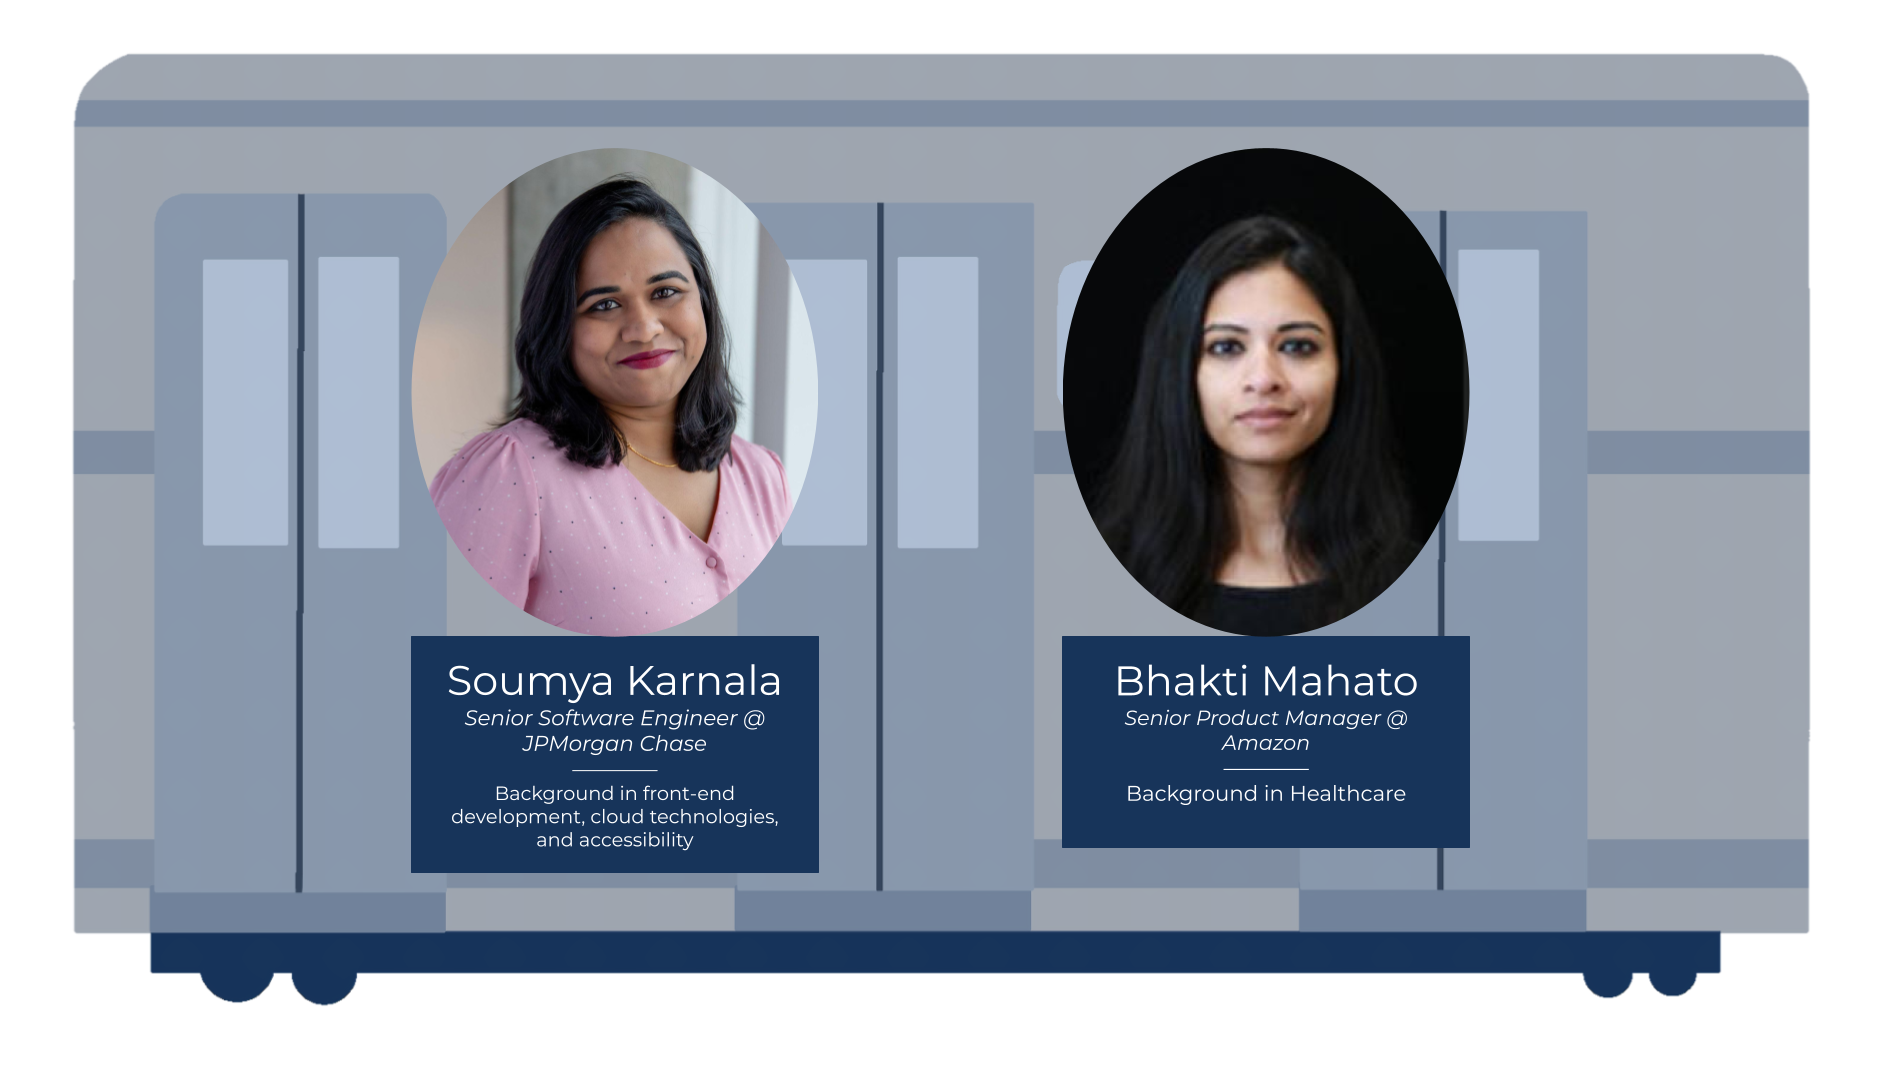 Soumya Karnala
Senior Software Engineer @
JPMorgan Chase
Background in front-end
development, cloud technologies,
and accessibility
Bhakti Mahato
Senior Product Manager @
Amazon
Background in Healthcare